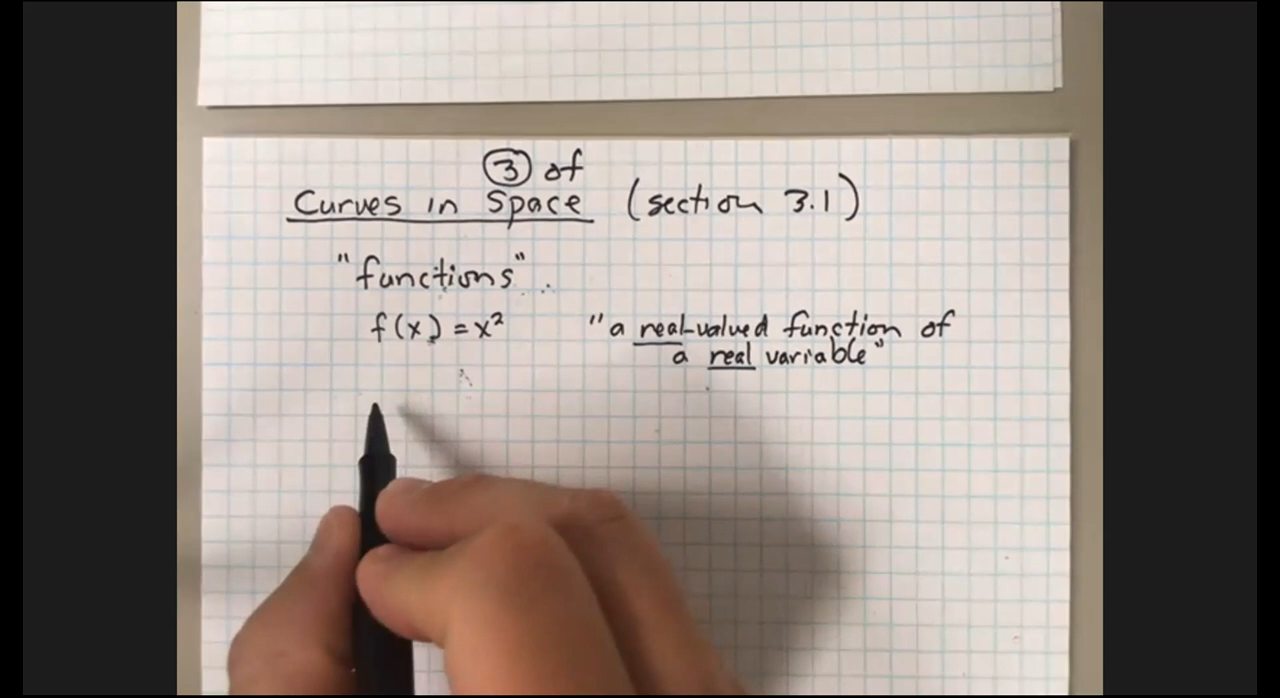 ③ of
Curves in Space (section 3.1)
"functions"
f(x) = x² "a real-valued function of
a real variable"